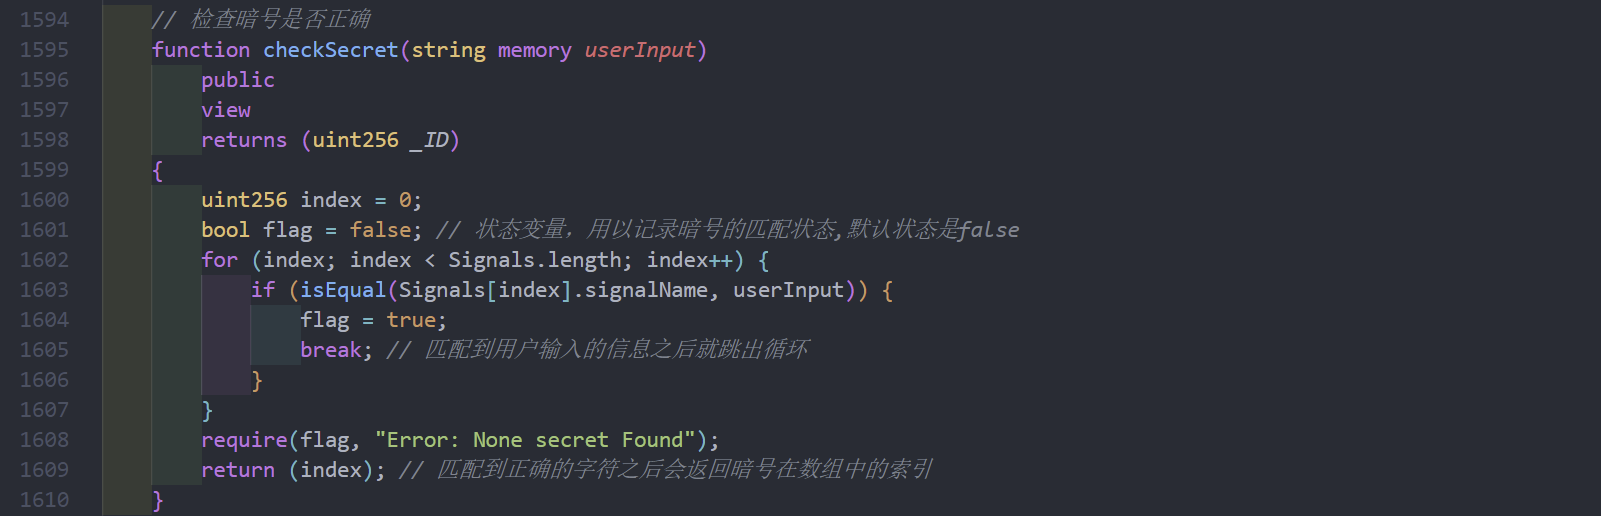 1594 // 检查暗号是否正确
1595 function checkSecret(string memory userInput)
1596 public
1597 view
1598 returns (uint256 _ID)
1599 {
1600 uint256 index = 0;
1601 bool flag = false; // 状态变量，用以记录暗号的匹配状态,默认状态是false
1602 for (index; index < Signals.length; index++) {
1603 if (isEqual(Signals[index].signalName, userInput)) {
1604 flag = true;
1605 break; // 匹配到用户输入的信息之后就跳出循环
1606 }
1607 }
1608 require(flag, "Error: None secret Found");
1609 return (index); // 匹配到正确的字符之后会返回暗号在数组中的索引
1610 }